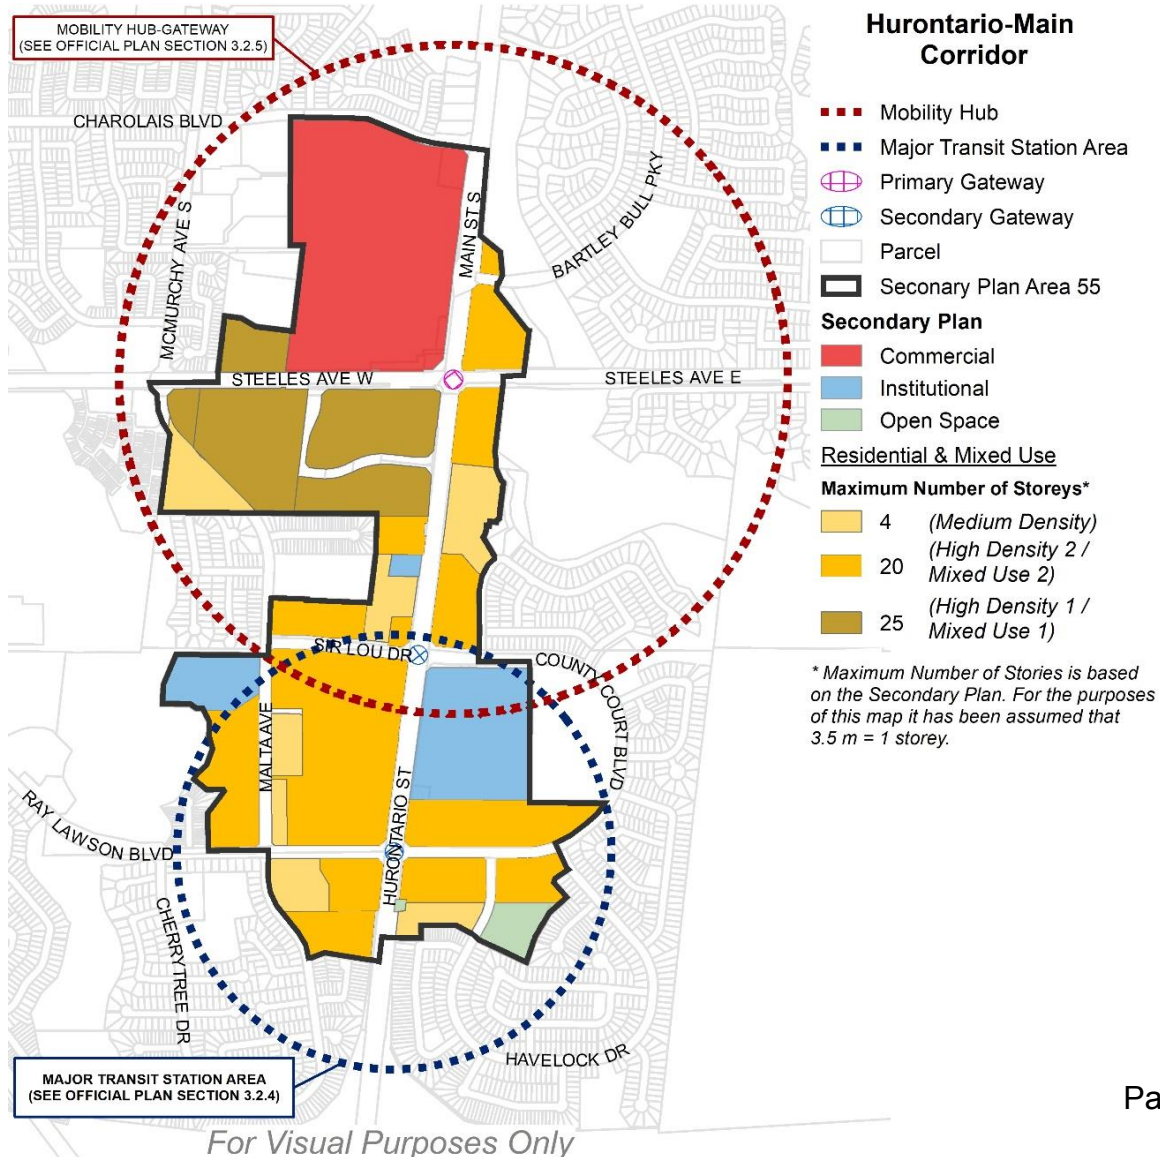 MOBILITY HUB-GATEWAY
(SEE OFFICIAL PLAN SECTION 3.2.5)
CHAROLAIS BLVD
MCMURCHY AVE S
MAIN ST S
BARTLEY BULL PKY
STEELES AVE W
STEELES AVE E
SIR LOU DR
COUNTY COURT BLVD
MALTA AVE
HURONTARIO ST
RAY LAWSON BLVD
CHERRYTREE DR
HAVELOCK DR
MAJOR TRANSIT STATION AREA
(SEE OFFICIAL PLAN SECTION 3.2.4)
For Visual Purposes Only
Hurontario-Main
Corridor
Mobility Hub
Major Transit Station Area
Primary Gateway
Secondary Gateway
Parcel
Seconary Plan Area 55
Secondary Plan
Commercial
Institutional
Open Space
Residential & Mixed Use
Maximum Number of Storeys*
4 (Medium Density)
20 (High Density 2 /
Mixed Use 2)
25 (High Density 1 /
Mixed Use 1)
* Maximum Number of Stories is based
on the Secondary Plan. For the purposes
of this map it has been assumed that
3.5 m = 1 storey.
Pa